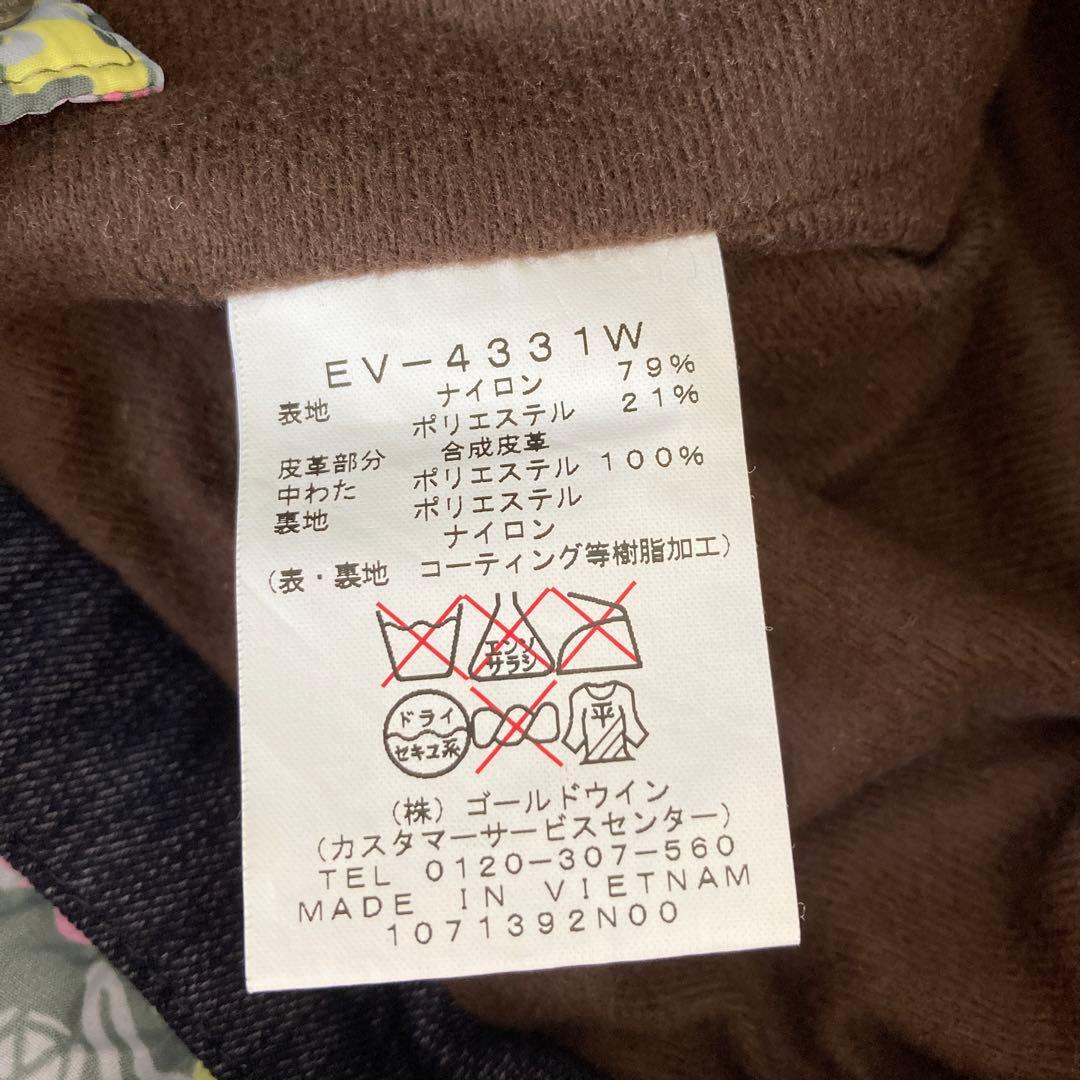 EV-4331W
表地 ナイロン 79%
ポリエステル 21%
皮革部分 合成皮革
中わた ポリエステル 100%
裏地 ポリエステル
ナイロン
(表・裏地 コーティング等樹脂加工)
エンソ
サラシ
ドライ
セキユ系
平
(株) ゴールドウイン
(カスタマーサービスセンター)
TEL 0120-307-560
MADE IN VIETNAM
1071392N00